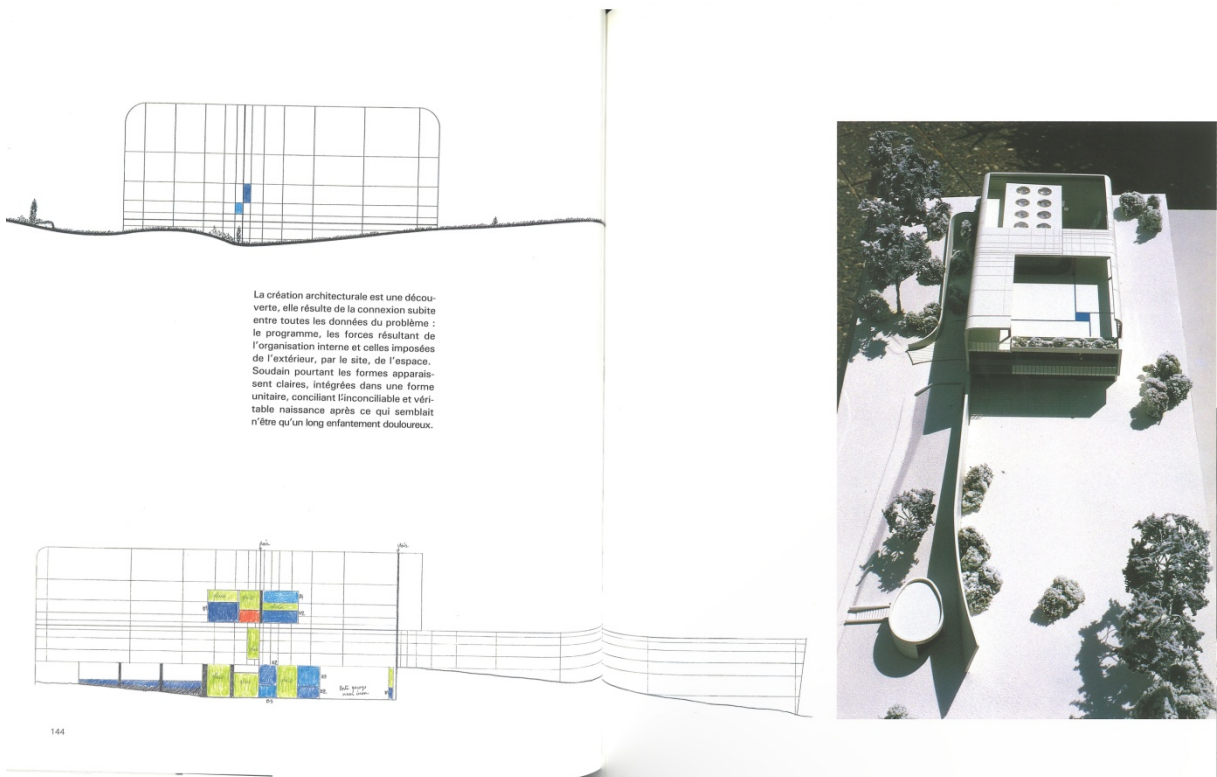 La création architecturale est une décou-
verte, elle résulte de la connexion subite
entre toutes les données du problème :
le programme, les forces résultant de
l'organisation interne et celles imposées
de l'extérieur, par le site, de l'espace.
Soudain pourtant les formes apparais-
sent claires, intégrées dans une forme
unitaire, conciliant l'inconciliable et véri-
table naissance après ce qui semblait
n'être qu'un long enfantement douloureux.
144